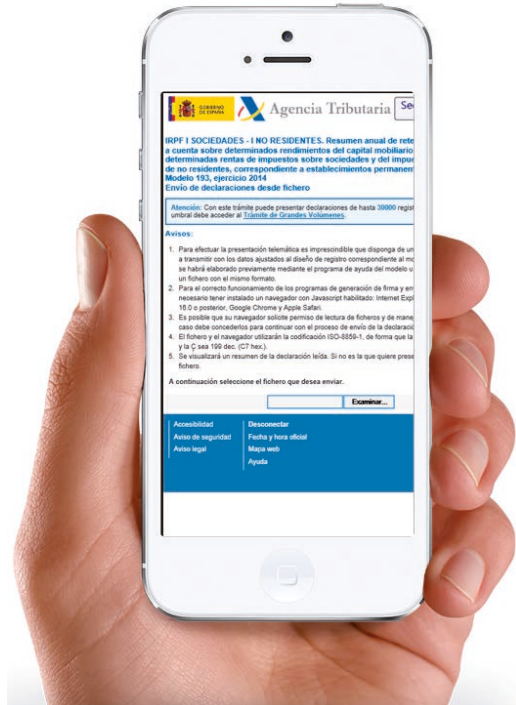 GOBIERNO
DE ESPAÑA
Agencia Tributaria
Se
IRPF I SOCIEDADES - I NO RESIDENTES. Resumen anual de rete
a cuenta sobre determinados rendimientos del capital mobiliario
determinadas rentas de impuestos sobre sociedades y del impue
de no residentes, correspondiente a establecimientos permanen
Modelo 193, ejercicio 2014
Envío de declaraciones desde fichero
Atención: Con este trámite puede presentar declaraciones de hasta 39000 regist
umbral debe acceder al Trámite de Grandes Volúmenes.
Avisos:
1. Para efectuar la presentación telemática es imprescindible que disponga de un
a transmitir con los datos ajustados al diseño de registro correspondiente al mo
se habrá elaborado previamente mediante el programa de ayuda del modelo u
un fichero con el mismo formato.
2. Para el correcto funcionamiento de los programas de generación de firma y en
necesario tener instalado un navegador con Javascript habilitado: Internet Expl
16.0 o posterior, Google Chrome y Apple Safari.
3. Es posible que su navegador solicite permiso de lectura de ficheros y de mane
caso debe concederlos para continuar con el proceso de envío de la declaració
4. El fichero y el navegador utilizarán la codificación ISO-8859-1, de forma que la
y la Ç sea 199 dec. (C7 hex.).
5. Se visualizará un resumen de la declaración leída. Si no es la que quiere prese
fichero.
A continuación seleccione el fichero que desea enviar.
Examinar...
Accesibilidad
Aviso de seguridad
Aviso legal
Desconectar
Fecha y hora oficial
Mapa web
Ayuda